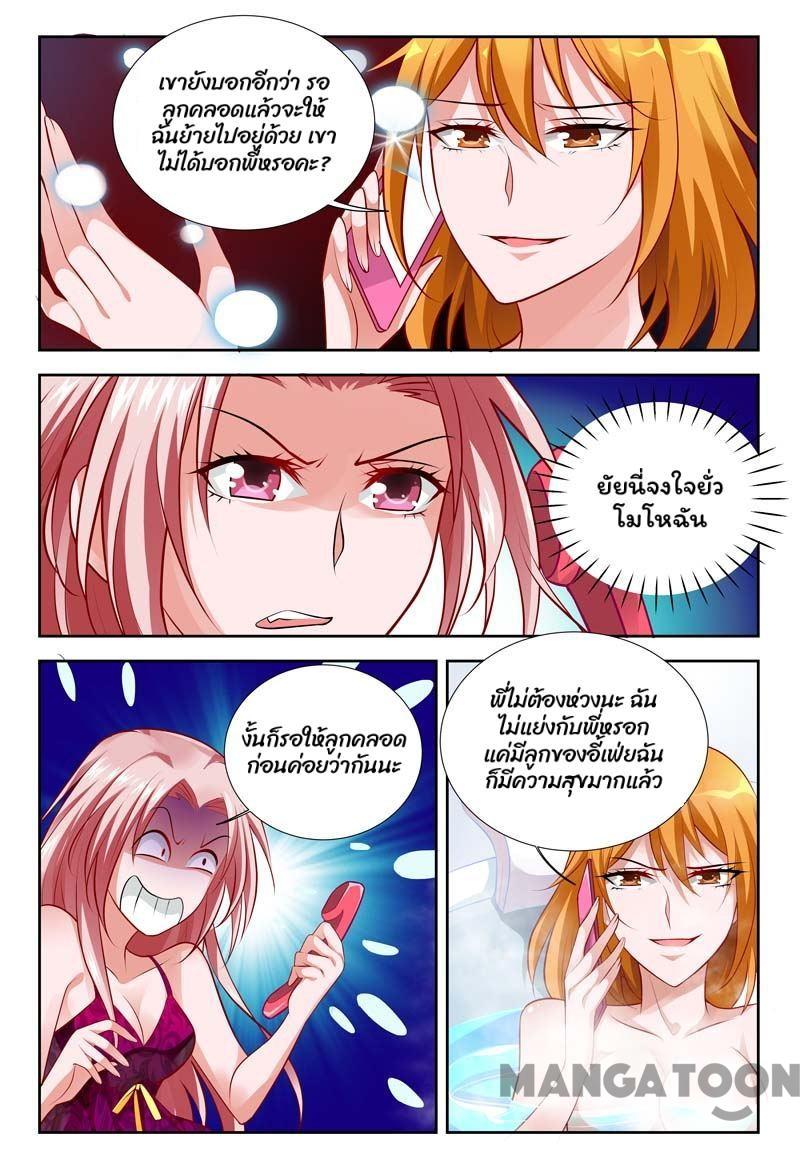 เขายังบอกอีกว่า รอ
ลูกคลอดแล้วจะให้
ฉันย้ายไปอยู่ด้วย เขา
ไม่ได้บอกพี่หรอคะ?
ยัยนี่จงใจยั่ว
โมโหฉัน
งั้นก็รอให้ลูกคลอด
ก่อนค่อยว่ากันนะ
พี่ไม่ต้องห่วงนะ ฉัน
ไม่แย่งกับพี่หรอก
แค่มีลูกของอี้เฟ่ยฉัน
ก็มีความสุขมากแล้ว
MANGATOON